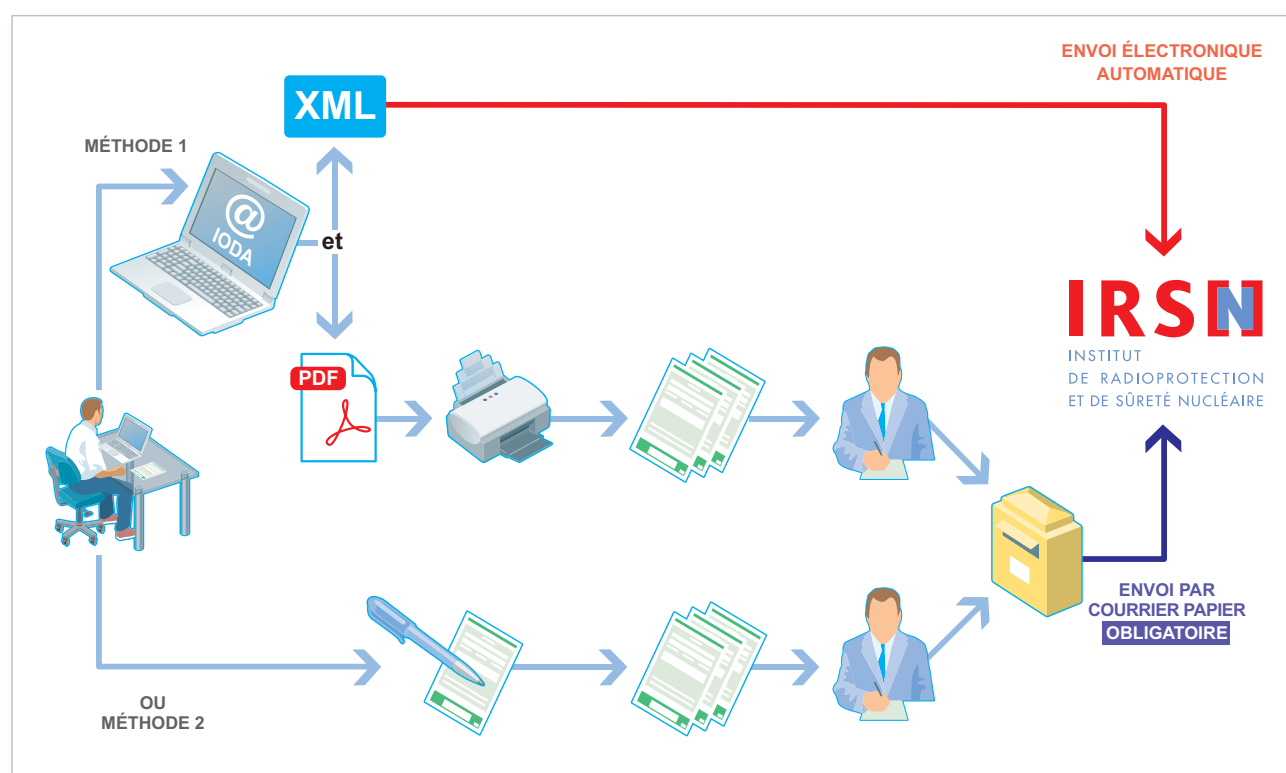 ENVOI ÉLECTRONIQUE
AUTOMATIQUE
XML
MÉTHODE 1
@
IODA
et
PDF
IRSN
INSTITUT
DE RADIOPROTECTION
ET DE SÛRETÉ NUCLÉAIRE
ENVOI PAR
COURRIER PAPIER
OBLIGATOIRE
OU
MÉTHODE 2